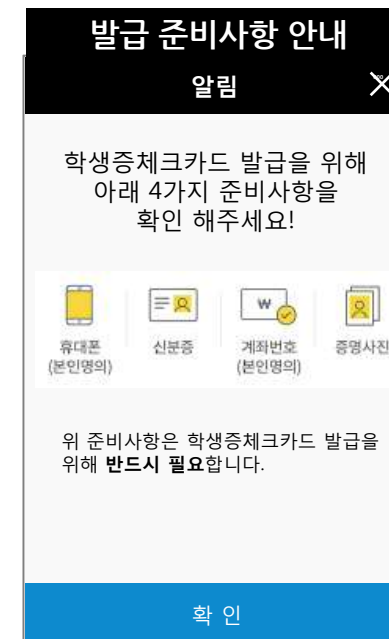 발급 준비사항 안내
알림
학생증체크카드 발급을 위해
아래 4가지 준비사항을
확인 해주세요!
휴대폰
(본인명의)
신분증
계좌번호
(본인명의)
증명사진
위 준비사항은 학생증체크카드 발급을
위해 반드시 필요합니다.
확 인